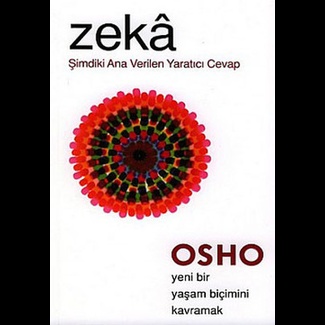 zekâ
Şimdiki Ana Verilen Yaratıcı Cevap
OSHO
yeni bir
yaşam biçimini
kavramak